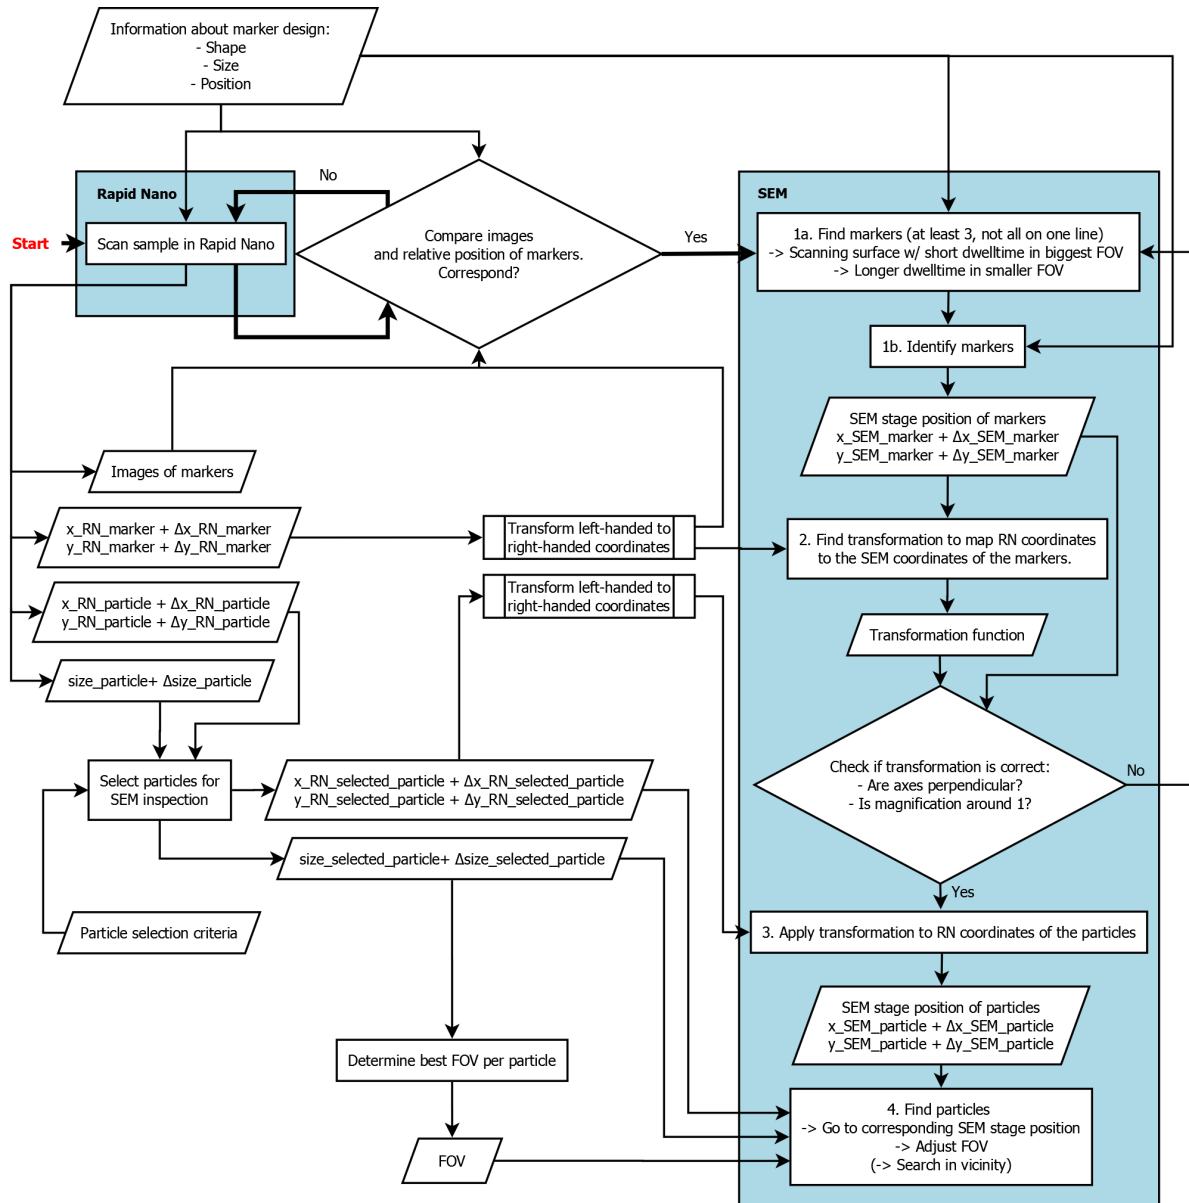 Information about marker design:
- Shape
- Size
- Position
Rapid Nano
No
Start
Scan sample in Rapid Nano
Compare images
and relative position of markers.
Correspond?
Yes
SEM
1a. Find markers (at least 3, not all on one line)
-> Scanning surface w/ short dwelltime in biggest FOV
-> Longer dwelltime in smaller FOV
1b. Identify markers
SEM stage position of markers
x_SEM_marker + Δx_SEM_marker
y_SEM_marker + Δy_SEM_marker
Images of markers
x_RN_marker + Δx_RN_marker
y_RN_marker + Δy_RN_marker
Transform left-handed to
right-handed coordinates
2. Find transformation to map RN coordinates
to the SEM coordinates of the markers.
x_RN_particle + Δx_RN_particle
y_RN_particle + Δy_RN_particle
Transform left-handed to
right-handed coordinates
Transformation function
size_particle+ Δsize_particle
Select particles for
SEM inspection
x_RN_selected_particle + Δx_RN_selected_particle
y_RN_selected_particle + Δy_RN_selected_particle
Check if transformation is correct:
- Are axes perpendicular?
- Is magnification around 1?
No
size_selected_particle+ Δsize_selected_particle
Yes
Particle selection criteria
3. Apply transformation to RN coordinates of the particles
SEM stage position of particles
x_SEM_particle + Δx_SEM_particle
y_SEM_particle + Δy_SEM_particle
Determine best FOV per particle
4. Find particles
-> Go to corresponding SEM stage position
-> Adjust FOV
(-> Search in vicinity)
FOV